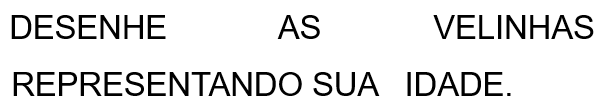 DESENHE AS VELINHAS
REPRESENTANDO SUA IDADE.